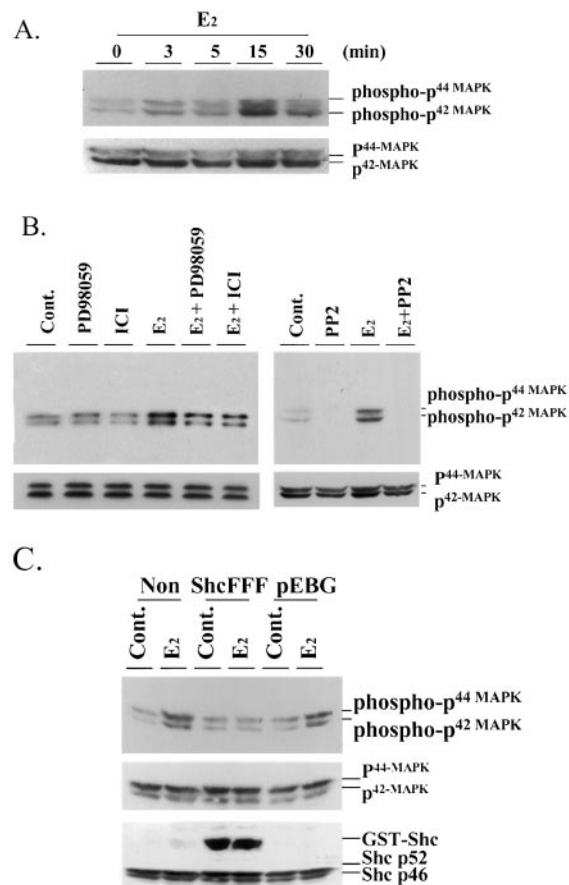 A.
E₂
0 3 5 15 30 (min)
phospho-p⁴⁴ ᴹᴬᴾᴷ
phospho-p⁴² ᴹᴬᴾᴷ
P⁴⁴⁻ᴹᴬᴾᴷ
p⁴²⁻ᴹᴬᴾᴷ
B.
Cont. PD98059 ICI E₂ E₂+PD98059 E₂+ICI Cont. PP2 E₂ E₂+PP2
phospho-p⁴⁴ ᴹᴬᴾᴷ
phospho-p⁴² ᴹᴬᴾᴷ
P⁴⁴⁻ᴹᴬᴾᴷ
p⁴²⁻ᴹᴬᴾᴷ
C.
Non ShcFFF pEBG
Cont. E₂ Cont. E₂ Cont. E₂
phospho-p⁴⁴ ᴹᴬᴾᴷ
phospho-p⁴² ᴹᴬᴾᴷ
P⁴⁴⁻ᴹᴬᴾᴷ
p⁴²⁻ᴹᴬᴾᴷ
GST-Shc
Shc p52
Shc p46